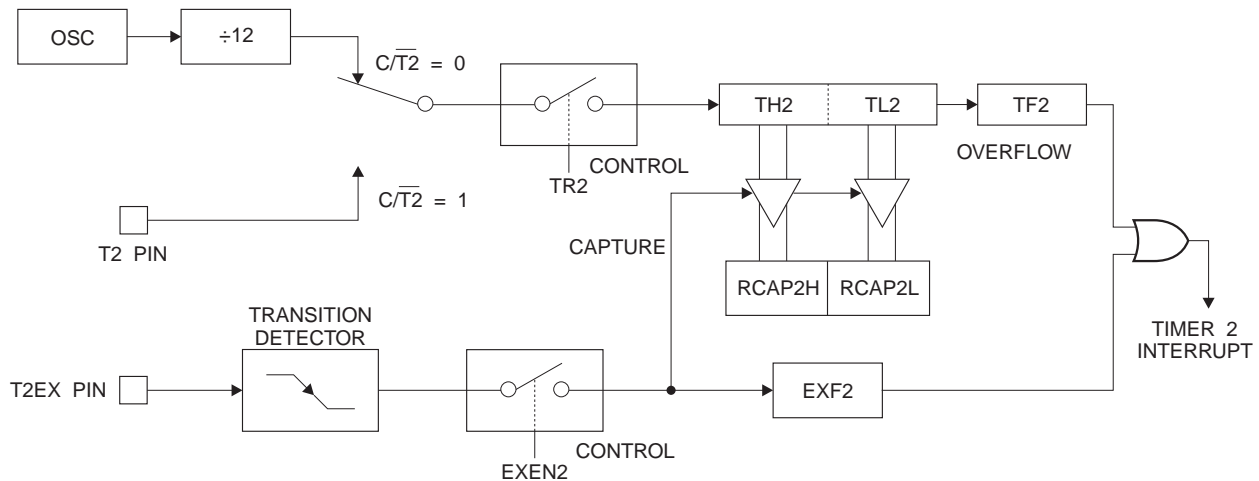 OSC
÷12
C/T2̅ = 0
TH2
TL2
TF2
OVERFLOW
CONTROL
TR2
C/T2̅ = 1
T2 PIN
CAPTURE
RCAP2H
RCAP2L
TRANSITION
DETECTOR
TIMER 2
INTERRUPT
T2EX PIN
EXF2
CONTROL
EXEN2